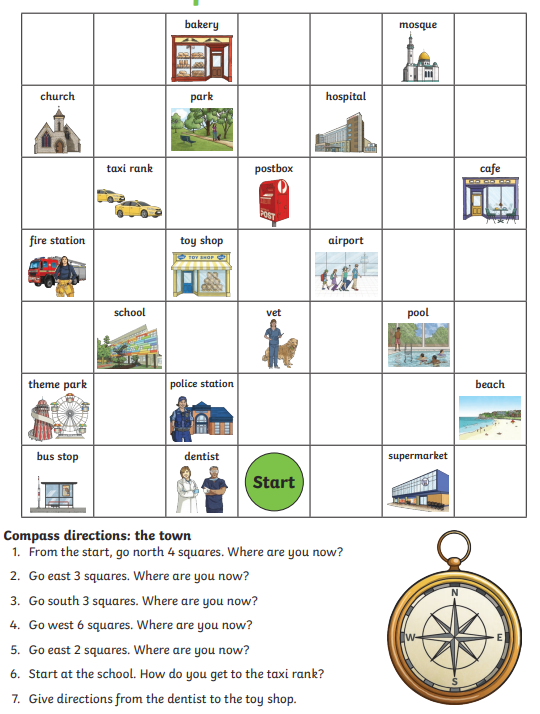 bakery
mosque
church
park
hospital
taxi rank
postbox
POST
cafe
fire station
toy shop
TOY SHOP
airport
school
vet
pool
theme park
police station
beach
bus stop
dentist
Start
supermarket
Compass directions: the town
1. From the start, go north 4 squares. Where are you now?
2. Go east 3 squares. Where are you now?
3. Go south 3 squares. Where are you now?
4. Go west 6 squares. Where are you now?
5. Go east 2 squares. Where are you now?
6. Start at the school. How do you get to the taxi rank?
7. Give directions from the dentist to the toy shop.
N
W E
S